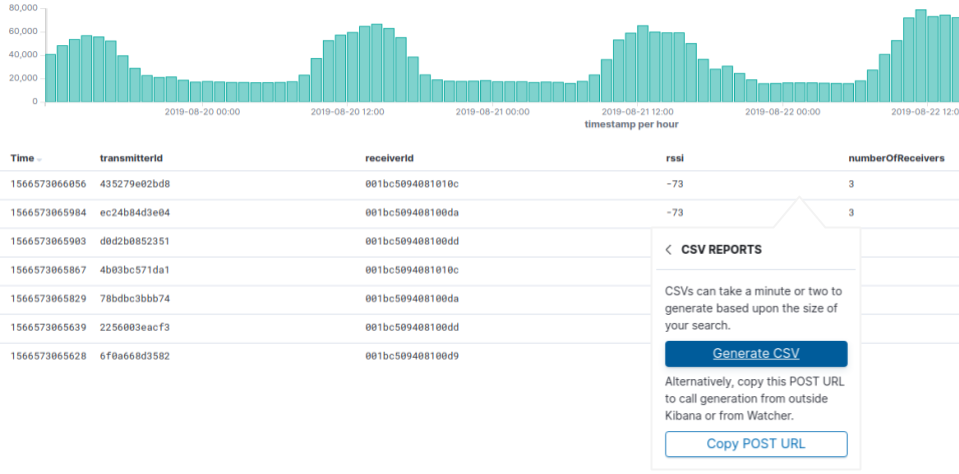 80,000
60,000
40,000
20,000
0
2019-08-20 00:00 2019-08-20 12:00 2019-08-21 00:00 2019-08-21 12:00 2019-08-22 00:00 2019-08-22 12:0
timestamp per hour
Time transmitterId receiverId rssi numberOfReceivers
1566573066056 435279e02bd8 001bc5094081010c -73 3
1566573065984 ec24b84d3e04 001bc509408100da -73 3
1566573065903 d0d2b0852351 001bc509408100dd
1566573065867 4b03bc571da1 001bc5094081010c
1566573065829 78bdbc3bbb74 001bc509408100da
1566573065639 2256003eacf3 001bc509408100dd
1566573065628 6f0a668d3582 001bc509408100d9
CSV REPORTS
CSVs can take a minute or two to
generate based upon the size of
your search.
Generate CSV
Alternatively, copy this POST URL
to call generation from outside
Kibana or from Watcher.
Copy POST URL